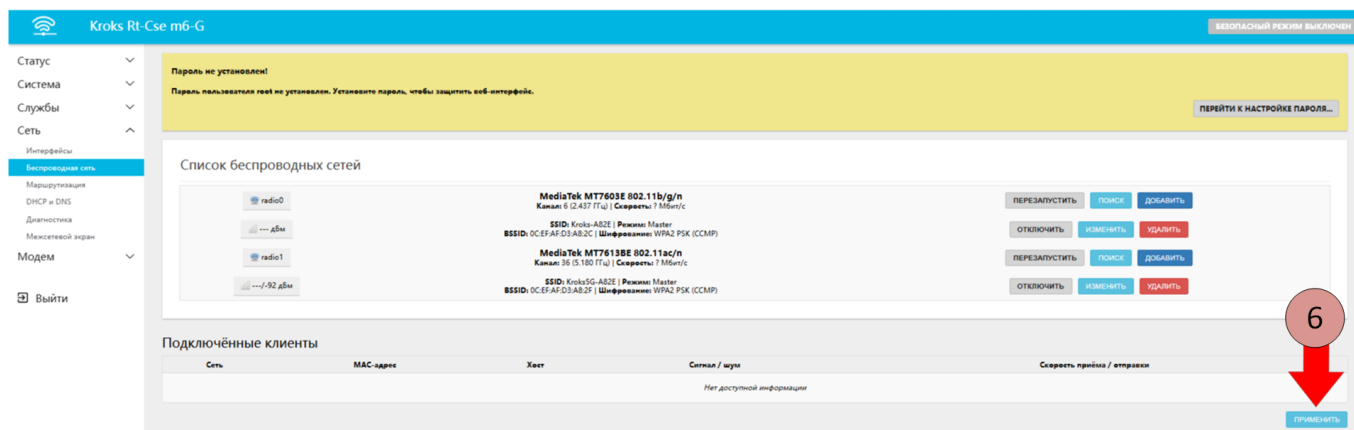 Kroks Rt-Cse m6-G
БЕЗОПАСНЫЙ РЕЖИМ ВЫКЛЮЧЕН
Статус
Система
Службы
Сеть
Интерфейсы
Беспроводная сеть
Маршрутизация
DHCP и DNS
Диагностика
Межсетевой экран
Модем
Выйти
Пароль не установлен!
Пароль пользователя root не установлен. Установите пароль, чтобы защитить веб-интерфейс.
ПЕРЕЙТИ К НАСТРОЙКЕ ПАРОЛЯ...
Список беспроводных сетей
radio0
MediaTek MT7603E 802.11b/g/n
Канал: 6 (2.437 ГГц) | Скорость: ? Мбит/с
ПЕРЕЗАПУСТИТЬ ПОИСК ДОБАВИТЬ
--- дБм
SSID: Kroks-A82E | Режим: Master
BSSID: 0C:EF:AF:D3:A8:2C | Шифрование: WPA2 PSK (CCMP)
ОТКЛЮЧИТЬ ИЗМЕНИТЬ УДАЛИТЬ
radio1
MediaTek MT7613BE 802.11ac/n
Канал: 36 (5.180 ГГц) | Скорость: ? Мбит/с
ПЕРЕЗАПУСТИТЬ ПОИСК ДОБАВИТЬ
---/-92 дБм
SSID: Kroks5G-A82E | Режим: Master
BSSID: 0C:EF:AF:D3:A8:2F | Шифрование: WPA2 PSK (CCMP)
ОТКЛЮЧИТЬ ИЗМЕНИТЬ УДАЛИТЬ
6
Подключённые клиенты
Сеть MAC-адрес Хост Сигнал / шум Скорость приёма / отправки
Нет доступной информации
ПРИМЕНИТЬ